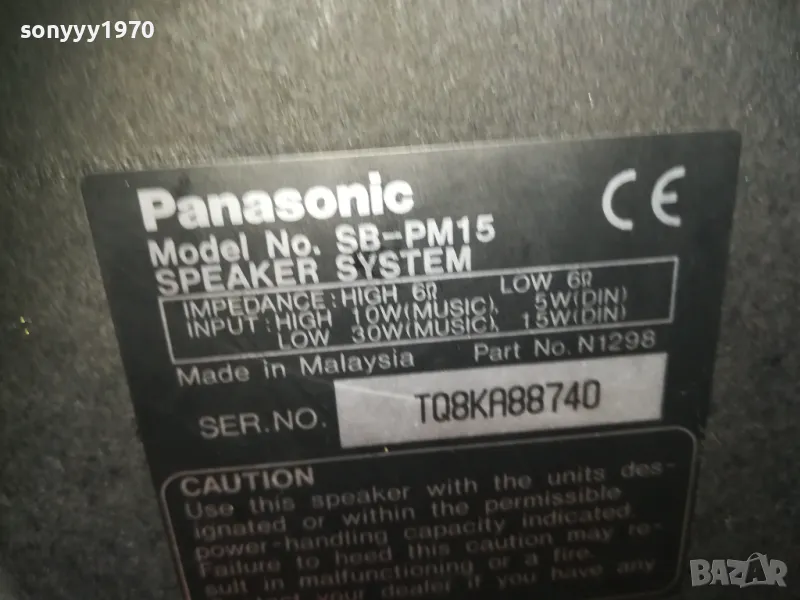 sonyyy1970
Panasonic CE
Model No. SB-PM15
SPEAKER SYSTEM
IMPEDANCE: HIGH 6Ω LOW 6Ω
INPUT: HIGH 10W(MUSIC), 5W(DIN)
LOW 30W(MUSIC), 15W(DIN)
Made in Malaysia Part No. N1298
SER.NO. TQ8KA88740
CAUTION
Use this speaker with the units des-
ignated or within the permissible
power-handling capacity indicated.
Failure to heed this caution may re-
sult in malfunctioning or a fire.
your dealer if you have any
BAZAR